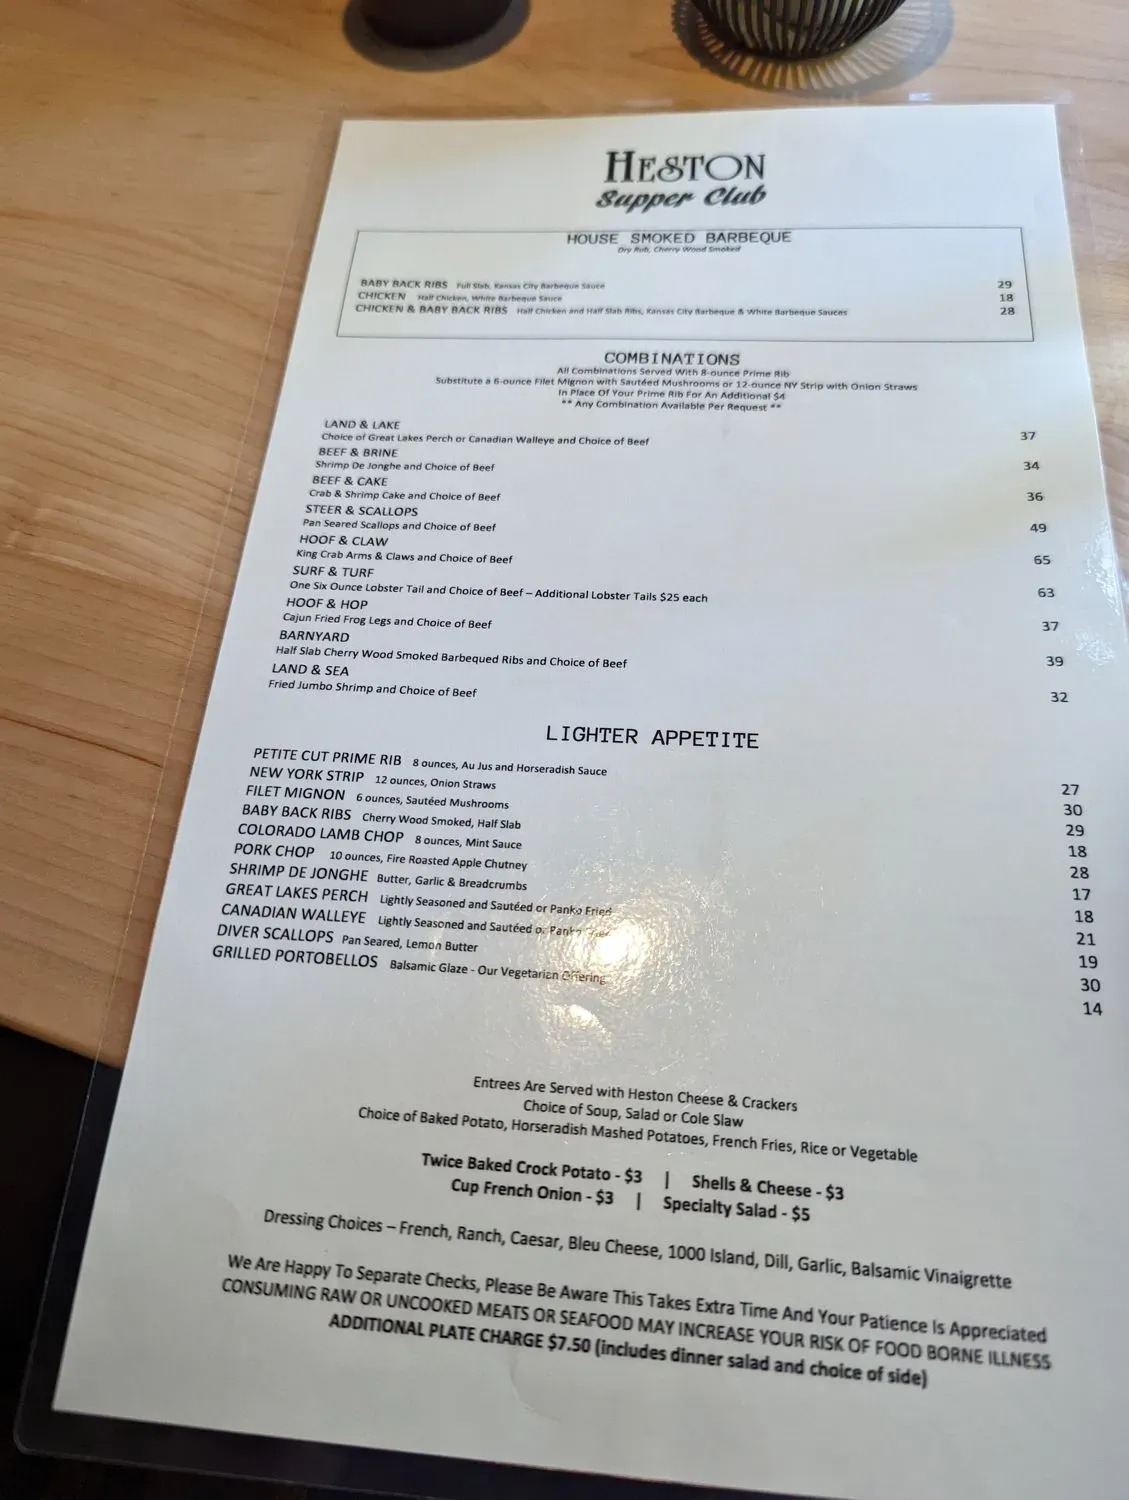 HESTON
Supper Club
HOUSE SMOKED BARBEQUE
Dry Rub, Cherry Wood Smoked
BABY BACK RIBS Full Slab, Kansas City Barbeque Sauce 29
CHICKEN Half Chicken, White Barbeque Sauce 18
CHICKEN & BABY BACK RIBS Half Chicken and Half Slab Ribs, Kansas City Barbeque & White Barbeque Sauces 28
COMBINATIONS
All Combinations Served With 8-ounce Prime Rib
Substitute a 6-ounce Filet Mignon with Sautéed Mushrooms or 12-ounce NY Strip with Onion Straws
In Place Of Your Prime Rib For An Additional $4
** Any Combination Available Per Request **
LAND & LAKE
Choice of Great Lakes Perch or Canadian Walleye and Choice of Beef 37
BEEF & BRINE
Shrimp De Jonghe and Choice of Beef 34
BEEF & CAKE
Crab & Shrimp Cake and Choice of Beef 36
STEER & SCALLOPS
Pan Seared Scallops and Choice of Beef 49
HOOF & CLAW
King Crab Arms & Claws and Choice of Beef 65
SURF & TURF
One Six Ounce Lobster Tail and Choice of Beef – Additional Lobster Tails $25 each 63
HOOF & HOP
Cajun Fried Frog Legs and Choice of Beef 37
BARNYARD
Half Slab Cherry Wood Smoked Barbequed Ribs and Choice of Beef 39
LAND & SEA
Fried Jumbo Shrimp and Choice of Beef 32
LIGHTER APPETITE
PETITE CUT PRIME RIB 8 ounces, Au Jus and Horseradish Sauce 27
NEW YORK STRIP 12 ounces, Onion Straws 30
FILET MIGNON 6 ounces, Sautéed Mushrooms 29
BABY BACK RIBS Cherry Wood Smoked, Half Slab 18
COLORADO LAMB CHOP 8 ounces, Mint Sauce 28
PORK CHOP 10 ounces, Fire Roasted Apple Chutney 17
SHRIMP DE JONGHE Butter, Garlic & Breadcrumbs 18
GREAT LAKES PERCH Lightly Seasoned and Sautéed or Panko Fried 21
CANADIAN WALLEYE Lightly Seasoned and Sautéed or Panko Fried 19
DIVER SCALLOPS Pan Seared, Lemon Butter 30
GRILLED PORTOBELLOS Balsamic Glaze - Our Vegetarian Offering 14
Entrees Are Served with Heston Cheese & Crackers
Choice of Soup, Salad or Cole Slaw
Choice of Baked Potato, Horseradish Mashed Potatoes, French Fries, Rice or Vegetable
Twice Baked Crock Potato - $3 | Shells & Cheese - $3
Cup French Onion - $3 | Specialty Salad - $5
Dressing Choices – French, Ranch, Caesar, Bleu Cheese, 1000 Island, Dill, Garlic, Balsamic Vinaigrette
We Are Happy To Separate Checks, Please Be Aware This Takes Extra Time And Your Patience Is Appreciated
CONSUMING RAW OR UNCOOKED MEATS OR SEAFOOD MAY INCREASE YOUR RISK OF FOOD BORNE ILLNESS
ADDITIONAL PLATE CHARGE $7.50 (includes dinner salad and choice of side)